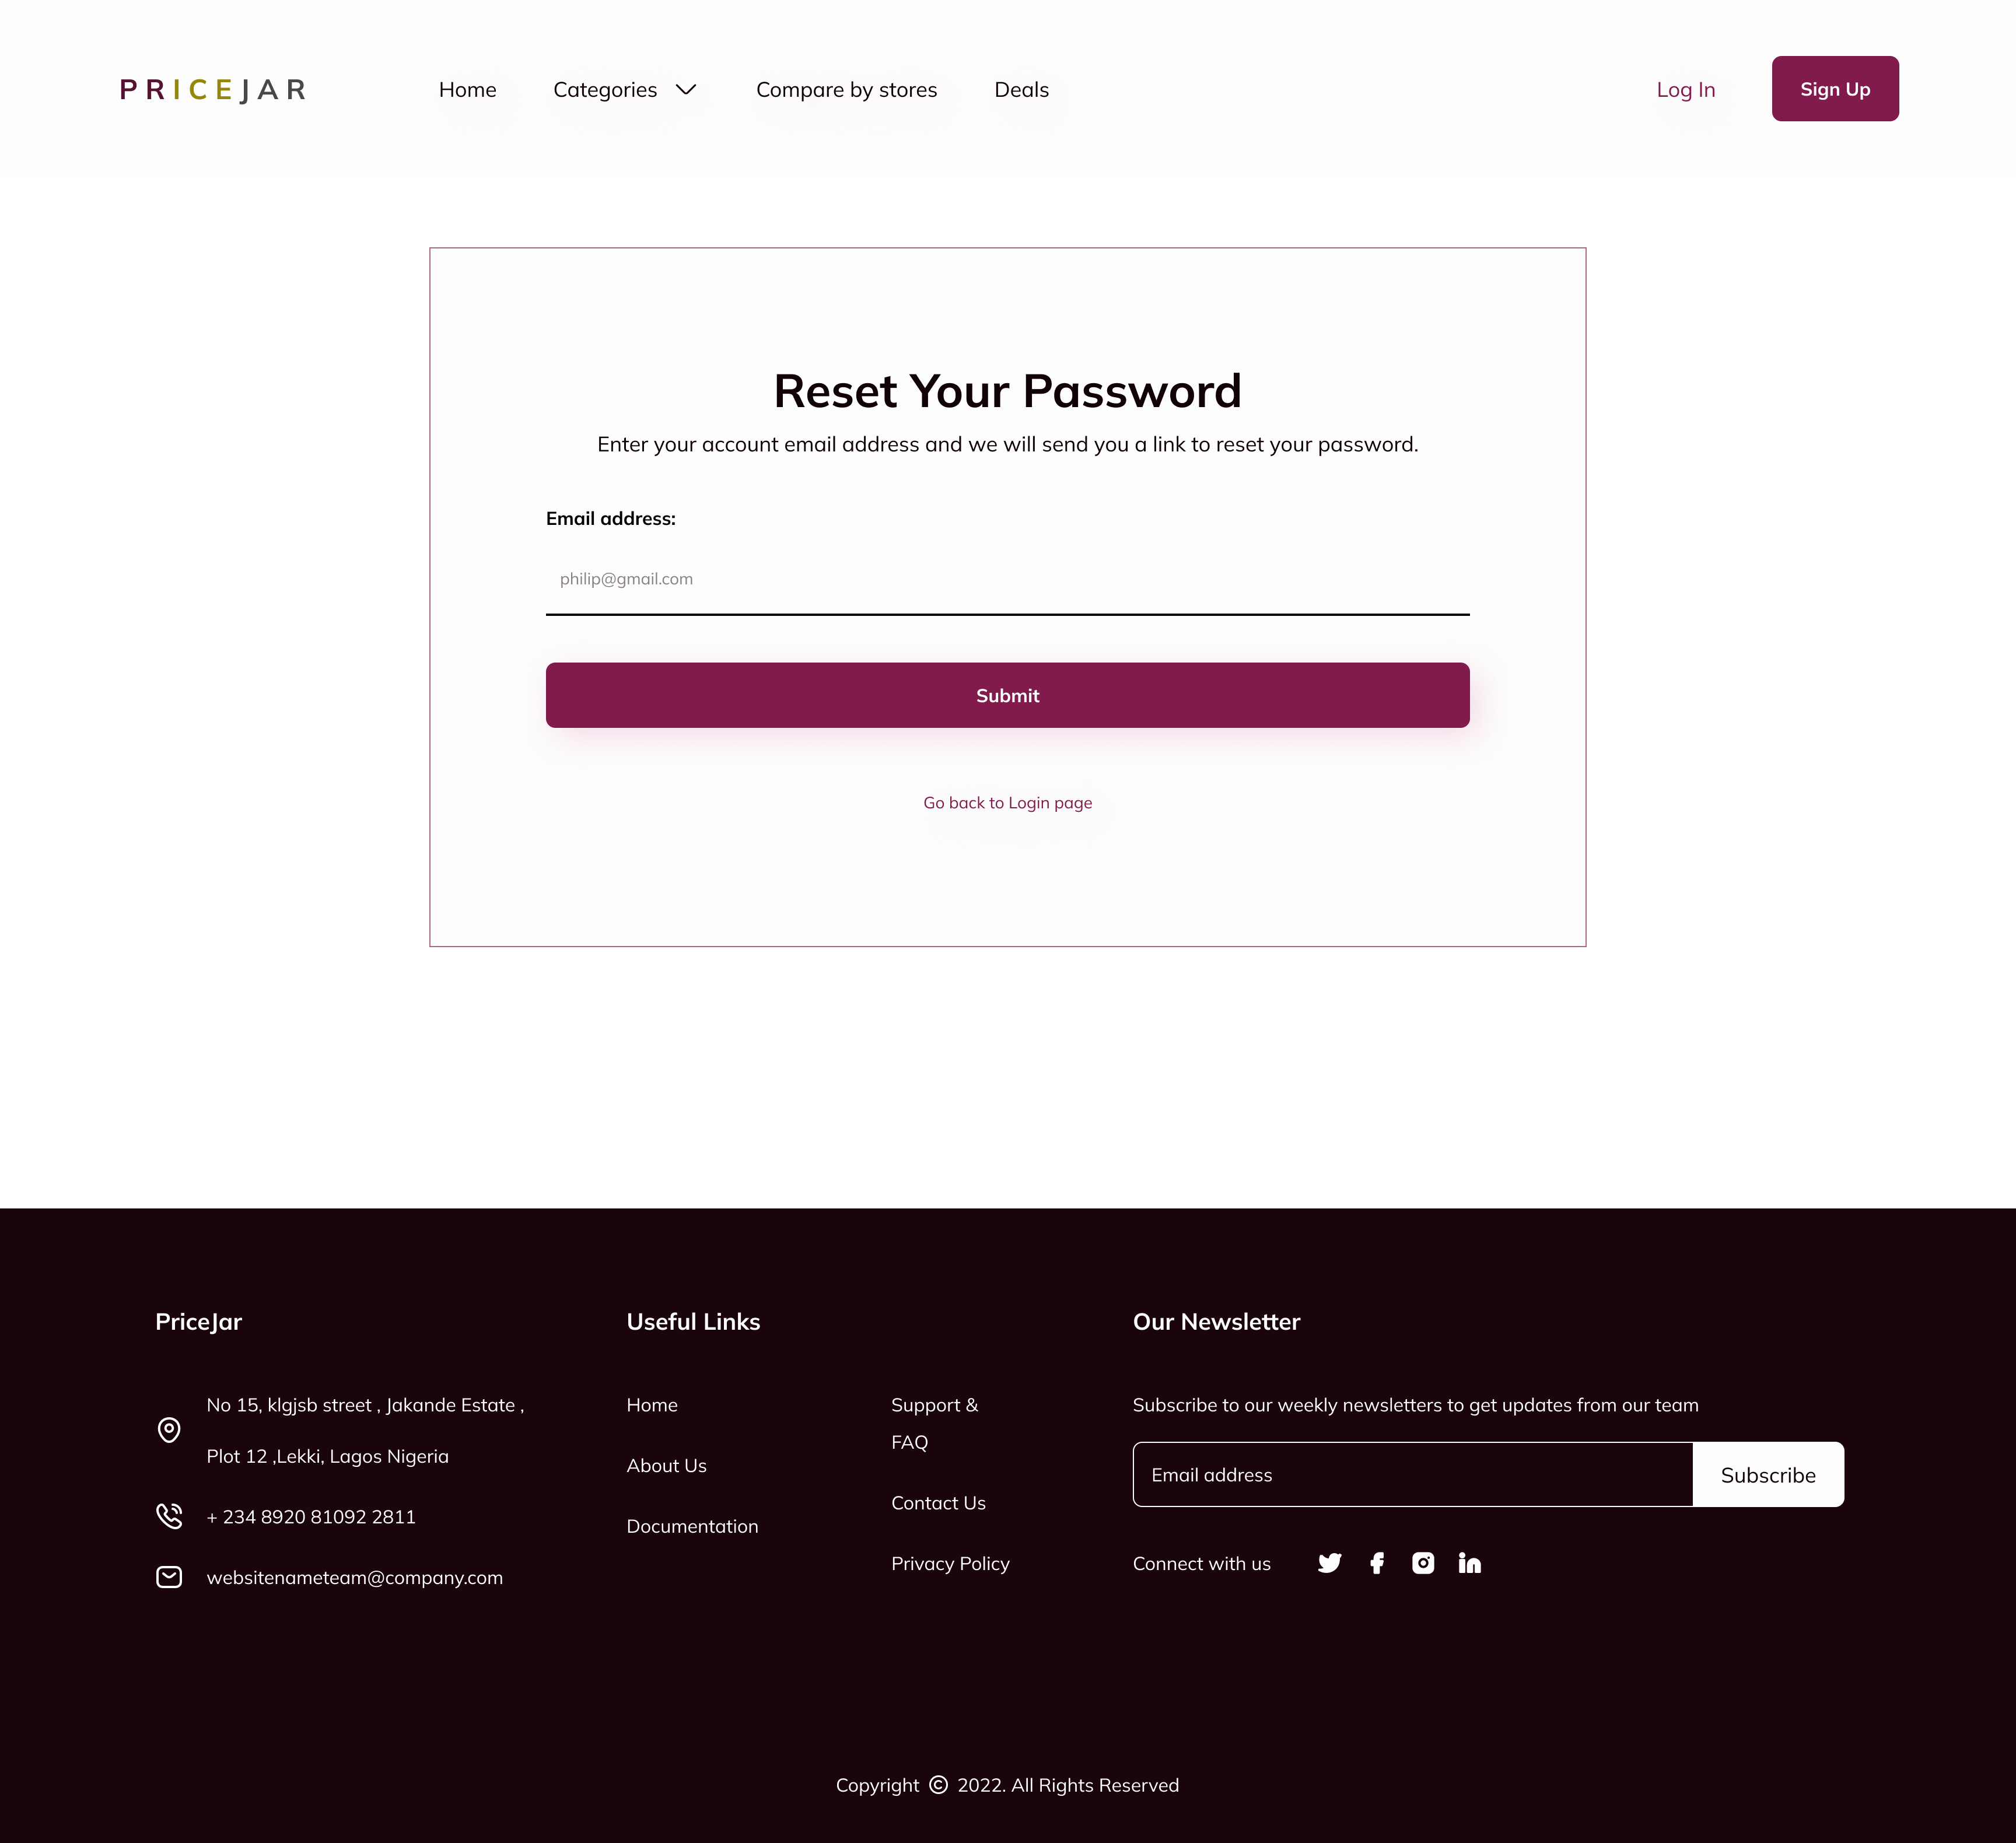 PRICEJAR
Home
Categories
Compare by stores
Deals
Log In
Sign Up
Reset Your Password
Enter your account email address and we will send you a link to reset your password.
Email address:
philip@gmail.com
Submit
Go back to Login page
PriceJar
No 15, klgjsb street , Jakande Estate ,
Plot 12 ,Lekki, Lagos Nigeria
+ 234 8920 81092 2811
websitenameteam@company.com
Useful Links
Home
About Us
Documentation
Support &
FAQ
Contact Us
Privacy Policy
Our Newsletter
Subscribe to our weekly newsletters to get updates from our team
Email address
Subscribe
Connect with us
Copyright © 2022. All Rights Reserved